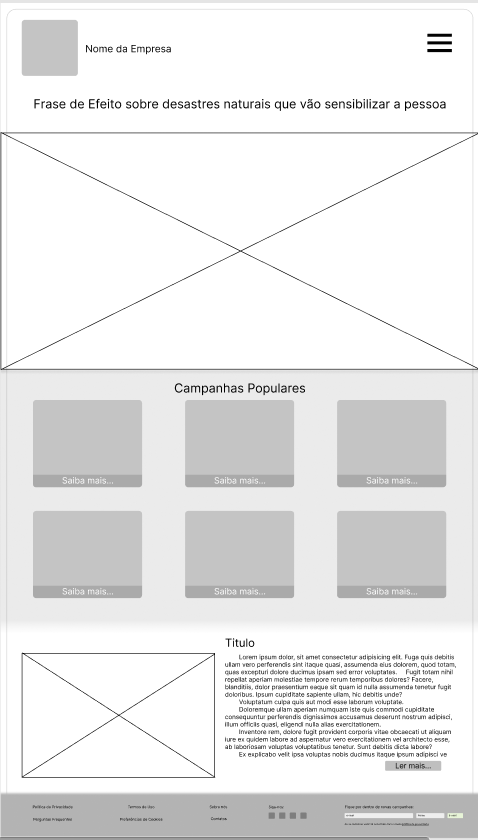 Nome da Empresa
Frase de Efeito sobre desastres naturais que vão sensibilizar a pessoa
Campanhas Populares
Saiba mais...
Saiba mais...
Saiba mais...
Saiba mais...
Saiba mais...
Saiba mais...
Titulo
Lorem ipsum dolor, sit amet consectetur adipisicing elit. Fuga quis debitis
ullam vero perferendis sint itaque quasi, assumenda eius dolorem, quod totam,
quas excepturi dolore ducimus ipsam sed error voluptates. Fugit totam nihil
repellat aperiam molestiae tempore rerum temporibus dolores? Facere,
blanditiis, dolor praesentium eaque sit quam id nulla assumenda tenetur fugit
doloribus. Ipsum cupiditate sapiente ullam, hic debitis unde?
Voluptatum culpa quis aut modi esse laborum voluptate.
Doloremque ullam aperiam numquam iste quis commodi cupiditate
consequuntur perferendis dignissimos accusamus deserunt nostrum adipisci,
illum officiis quasi, eligendi nulla alias exercitationem.
Inventore rem, dolore fugit provident corporis vitae obcaecati ut aliquam
iure ex quidem labore ad aspernatur vero exercitationem vel architecto esse,
ab laboriosam voluptas voluptatibus tenetur. Sunt debitis dicta labore?
Ex explicabo velit ipsa voluptas nobis ducimus itaque ipsum adipisci ve
Ler mais...
Política de Privacidade
Termos de Uso
Sobre nós
Siga-nos:
Fique por dentro de novas campanhas:
Perguntas Frequentes
Preferências de Cookies
Contatos